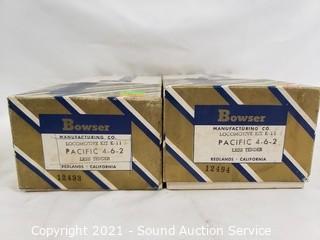 Bowser
MANUFACTURING CO.
LOCOMOTIVE KIT K-11
PACIFIC 4-6-2
LESS TENDER
REDLANDS - CALIFORNIA
12493
Bowser
MANUFACTURING CO.
LOCOMOTIVE KIT K-11
PACIFIC 4-6-2
LESS TENDER
REDLANDS - CALIFORNIA
12494
Copyright 2021 - Sound Auction Service